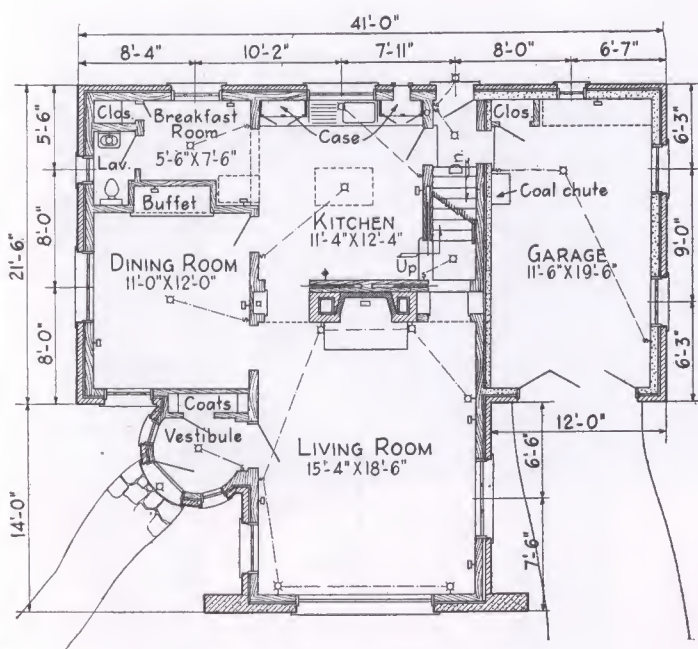 41'-0"
8'-4" 10'-2" 7'-11" 8'-0" 6'-7"
5'-6"
8'-0"
8'-0"
21'-6"
14'-0"
Clos.
Breakfast
Room
5'-6"X7'-6"
Lav.
Buffet
Case
Clos.
Dn.
Coal chute
KITCHEN
11'-4"X12'-4"
Up
DINING ROOM
11'-0"X12'-0"
GARAGE
11'-6"X19'-6"
6'-3"
9'-0"
6'-3"
Coats
Vestibule
LIVING ROOM
15'-4"X18'-6"
12'-0"
6'-6"
7'-6"